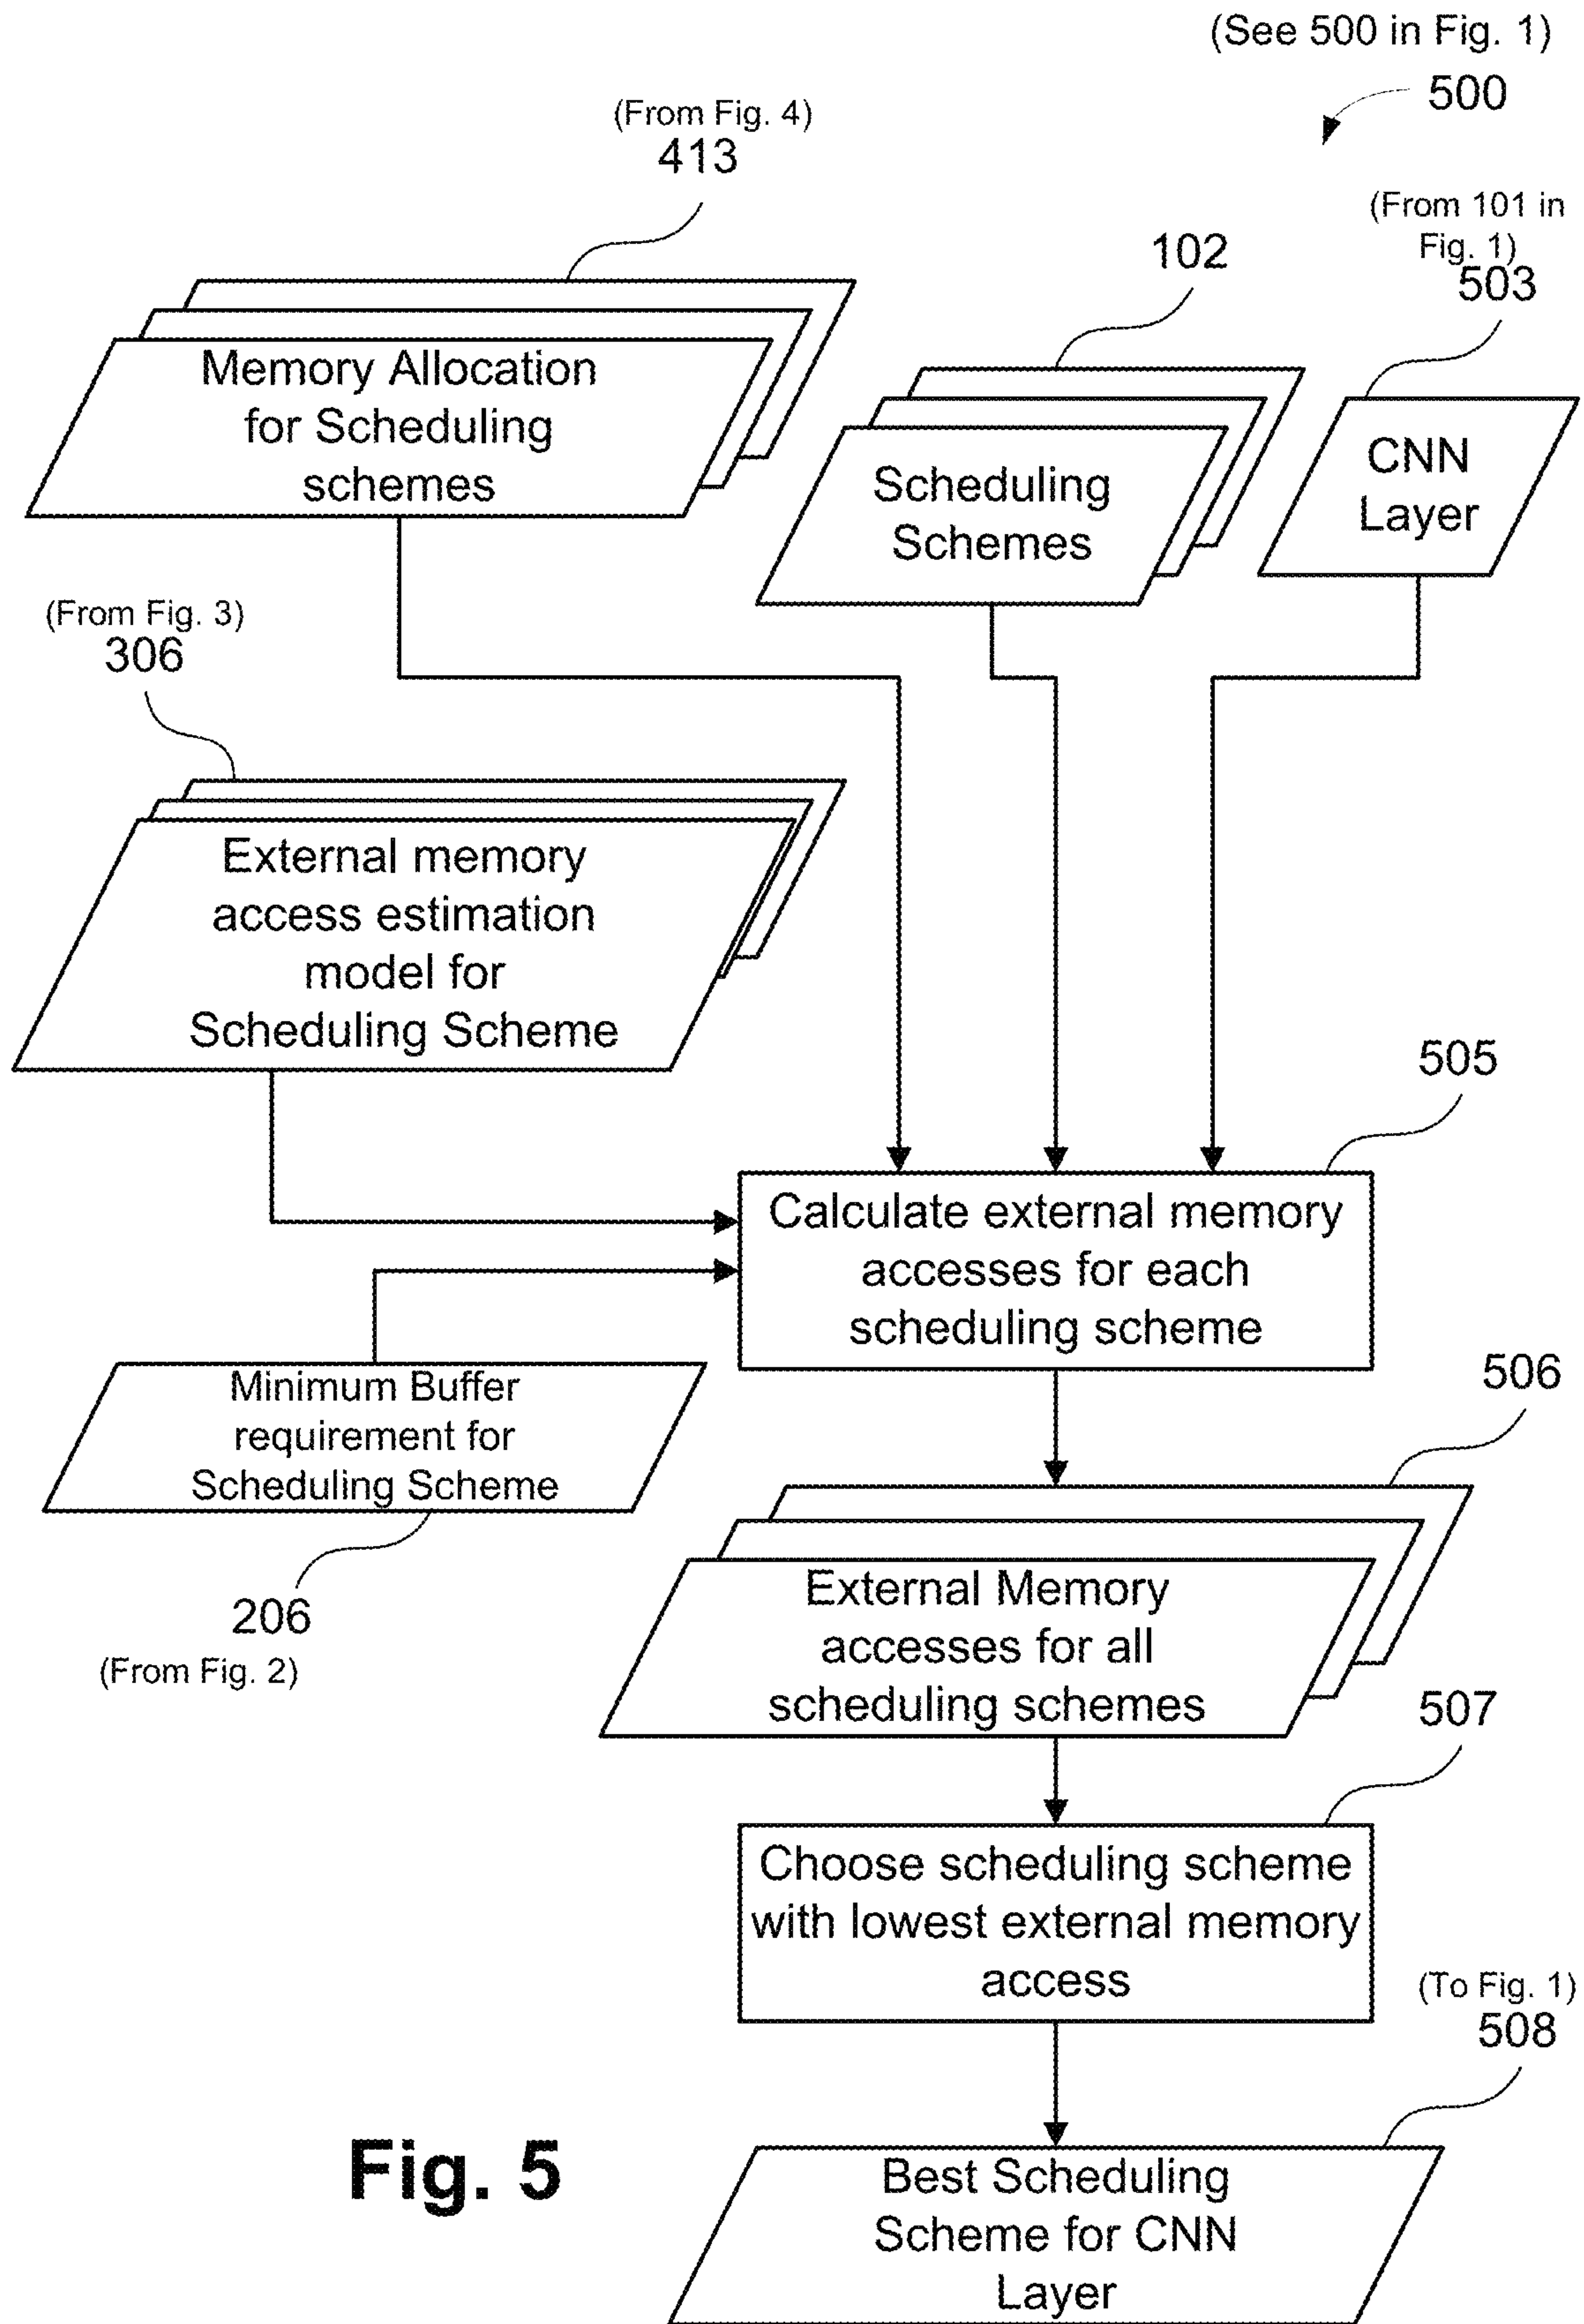 (See 500 in Fig. 1)
500
(From Fig. 4)
413
(From 101 in
Fig. 1)
503
102
Memory Allocation
for Scheduling
schemes
Scheduling
Schemes
CNN
Layer
(From Fig. 3)
306
External memory
access estimation
model for
Scheduling Scheme
505
Calculate external memory
accesses for each
scheduling scheme
Minimum Buffer
requirement for
Scheduling Scheme
206
(From Fig. 2)
506
External Memory
accesses for all
scheduling schemes
507
Choose scheduling scheme
with lowest external memory
access
(To Fig. 1)
508
Best Scheduling
Scheme for CNN
Layer
Fig. 5